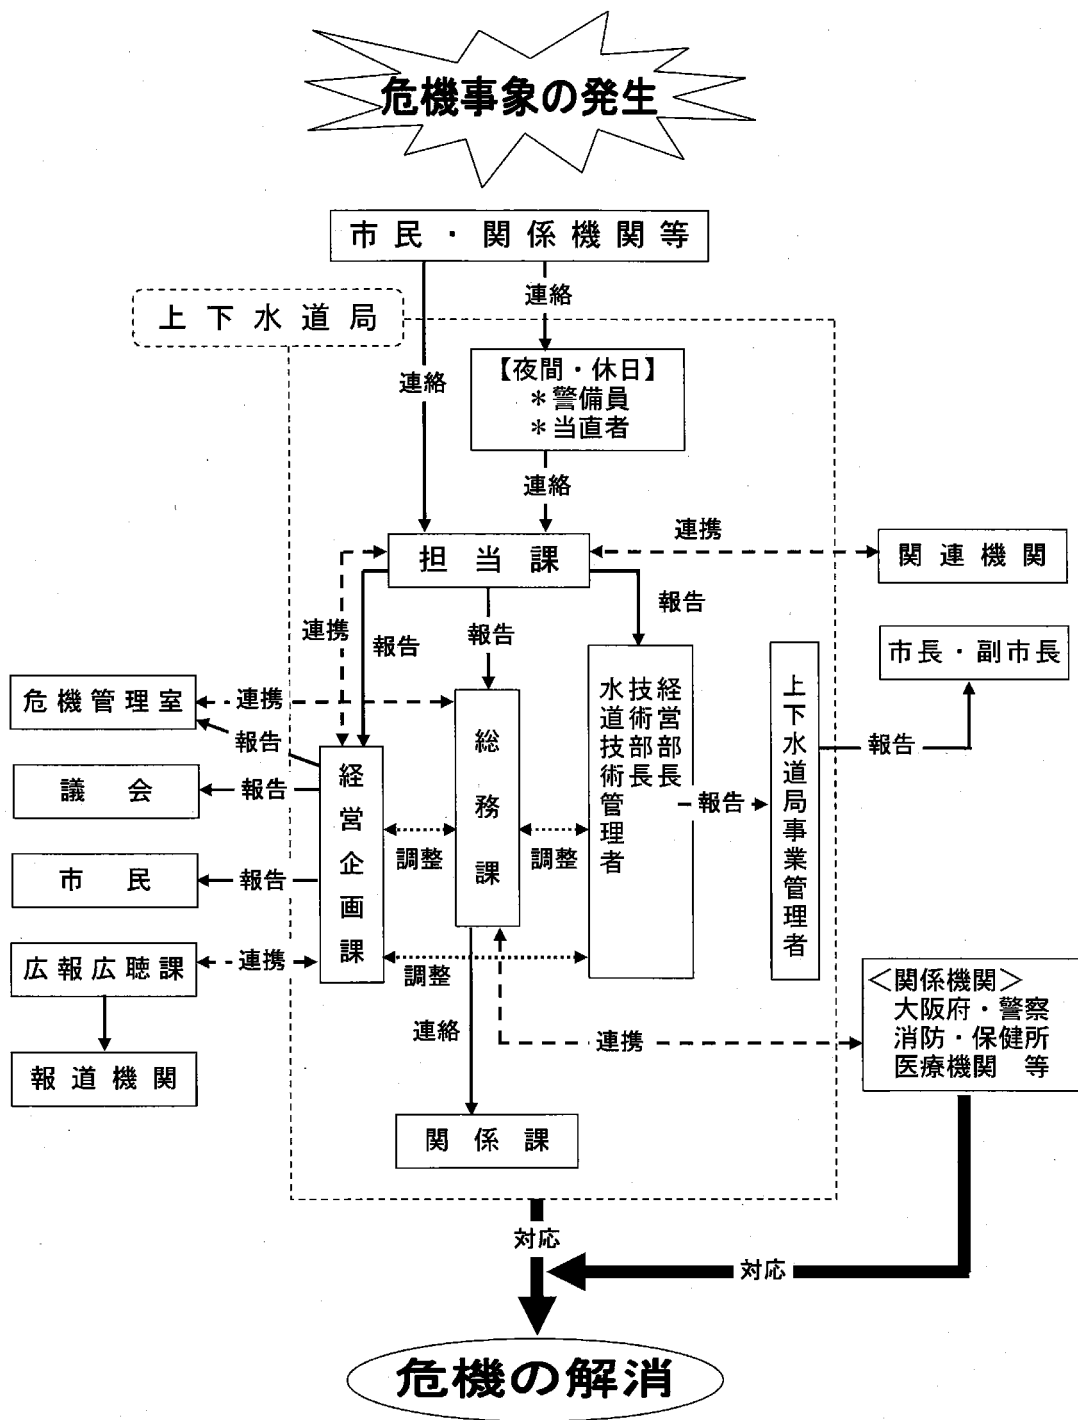 危機事象の発生
市民・関係機関等
連絡
上下水道局
連絡
【夜間・休日】
＊警備員
＊当直者
連絡
担当課
連携
関連機関
連携
報告
報告
報告
市長・副市長
危機管理室
連携
報告
議会
報告
市民
報告
広報広聴課
連携
報道機関
経営企画課
調整
総務課
調整
調整
経営部長
技術部長
水道技術管理者
報告
上下水道局事業管理者
報告
連絡
連携
＜関係機関＞
大阪府・警察
消防・保健所
医療機関　等
関係課
対応
対応
危機の解消